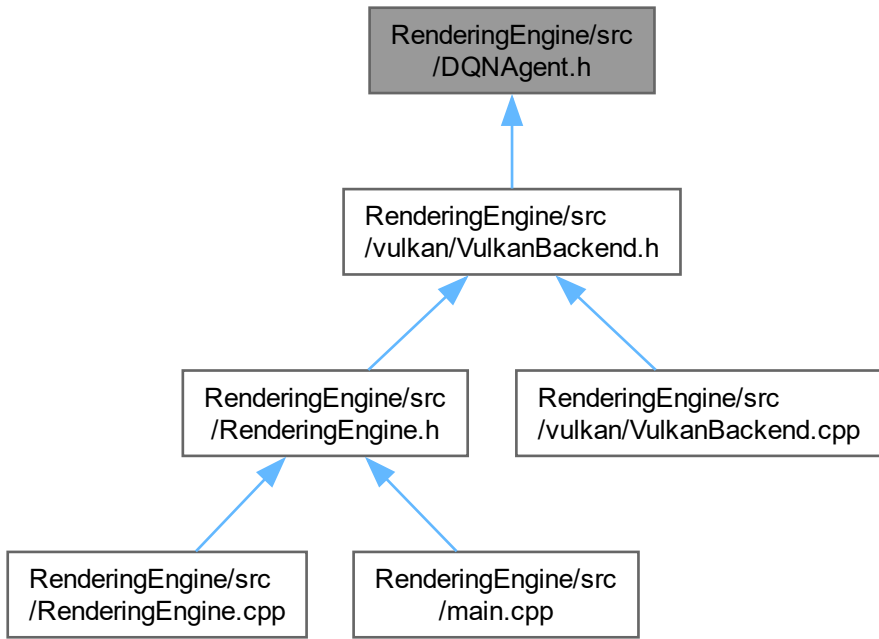 RenderingEngine/src
/DQNAgent.h
RenderingEngine/src
/vulkan/VulkanBackend.h
RenderingEngine/src
/RenderingEngine.h
RenderingEngine/src
/vulkan/VulkanBackend.cpp
RenderingEngine/src
/RenderingEngine.cpp
RenderingEngine/src
/main.cpp